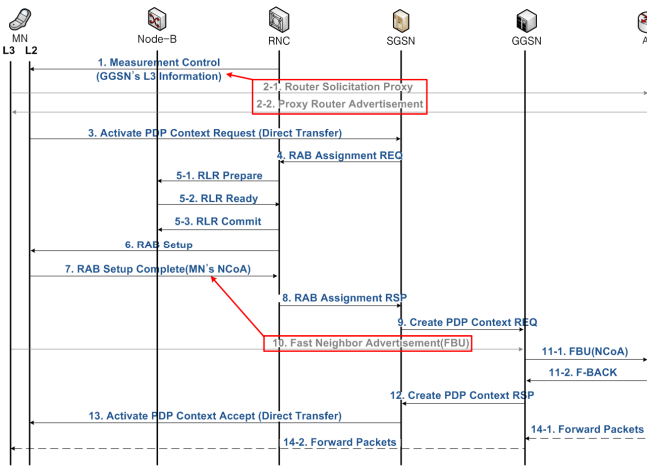 MN
Node-B
RNC
SGSN
GGSN
A
L3 L2
1. Measurement Control
(GGSN's L3 Information)
2-1. Router Solicitation Proxy
2-2. Proxy Router Advertisement
3. Activate PDP Context Request (Direct Transfer)
4. RAB Assignment REQ
5-1. RLR Prepare
5-2. RLR Ready
5-3. RLR Commit
6. RAB Setup
7. RAB Setup Complete(MN's NCoA)
8. RAB Assignment RSP
9. Create PDP Context REQ
10. Fast Neighbor Advertisement(FBU)
11-1. FBU(NCoA)
11-2. F-BACK
12. Create PDP Context RSP
13. Activate PDP Context Accept (Direct Transfer)
14-1. Forward Packets
14-2. Forward Packets